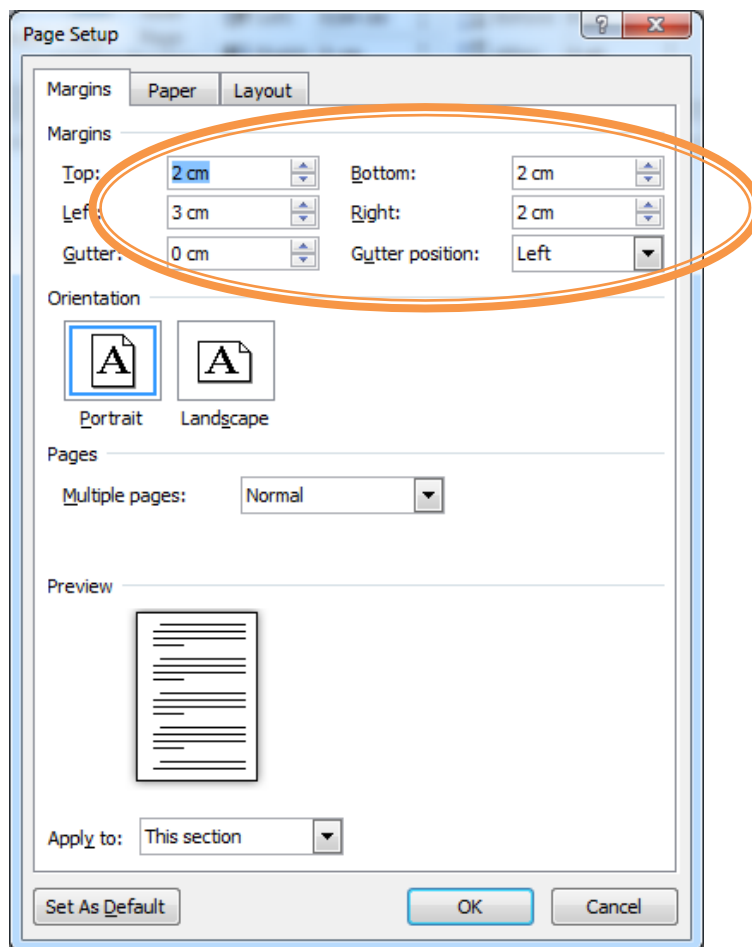 Page Setup
Margins Paper Layout
Margins
Top: 2 cm Bottom: 2 cm
Left: 3 cm Right: 2 cm
Gutter: 0 cm Gutter position: Left
Orientation
A A
Portrait Landscape
Pages
Multiple pages: Normal
Preview
Apply to: This section
Set As Default OK Cancel